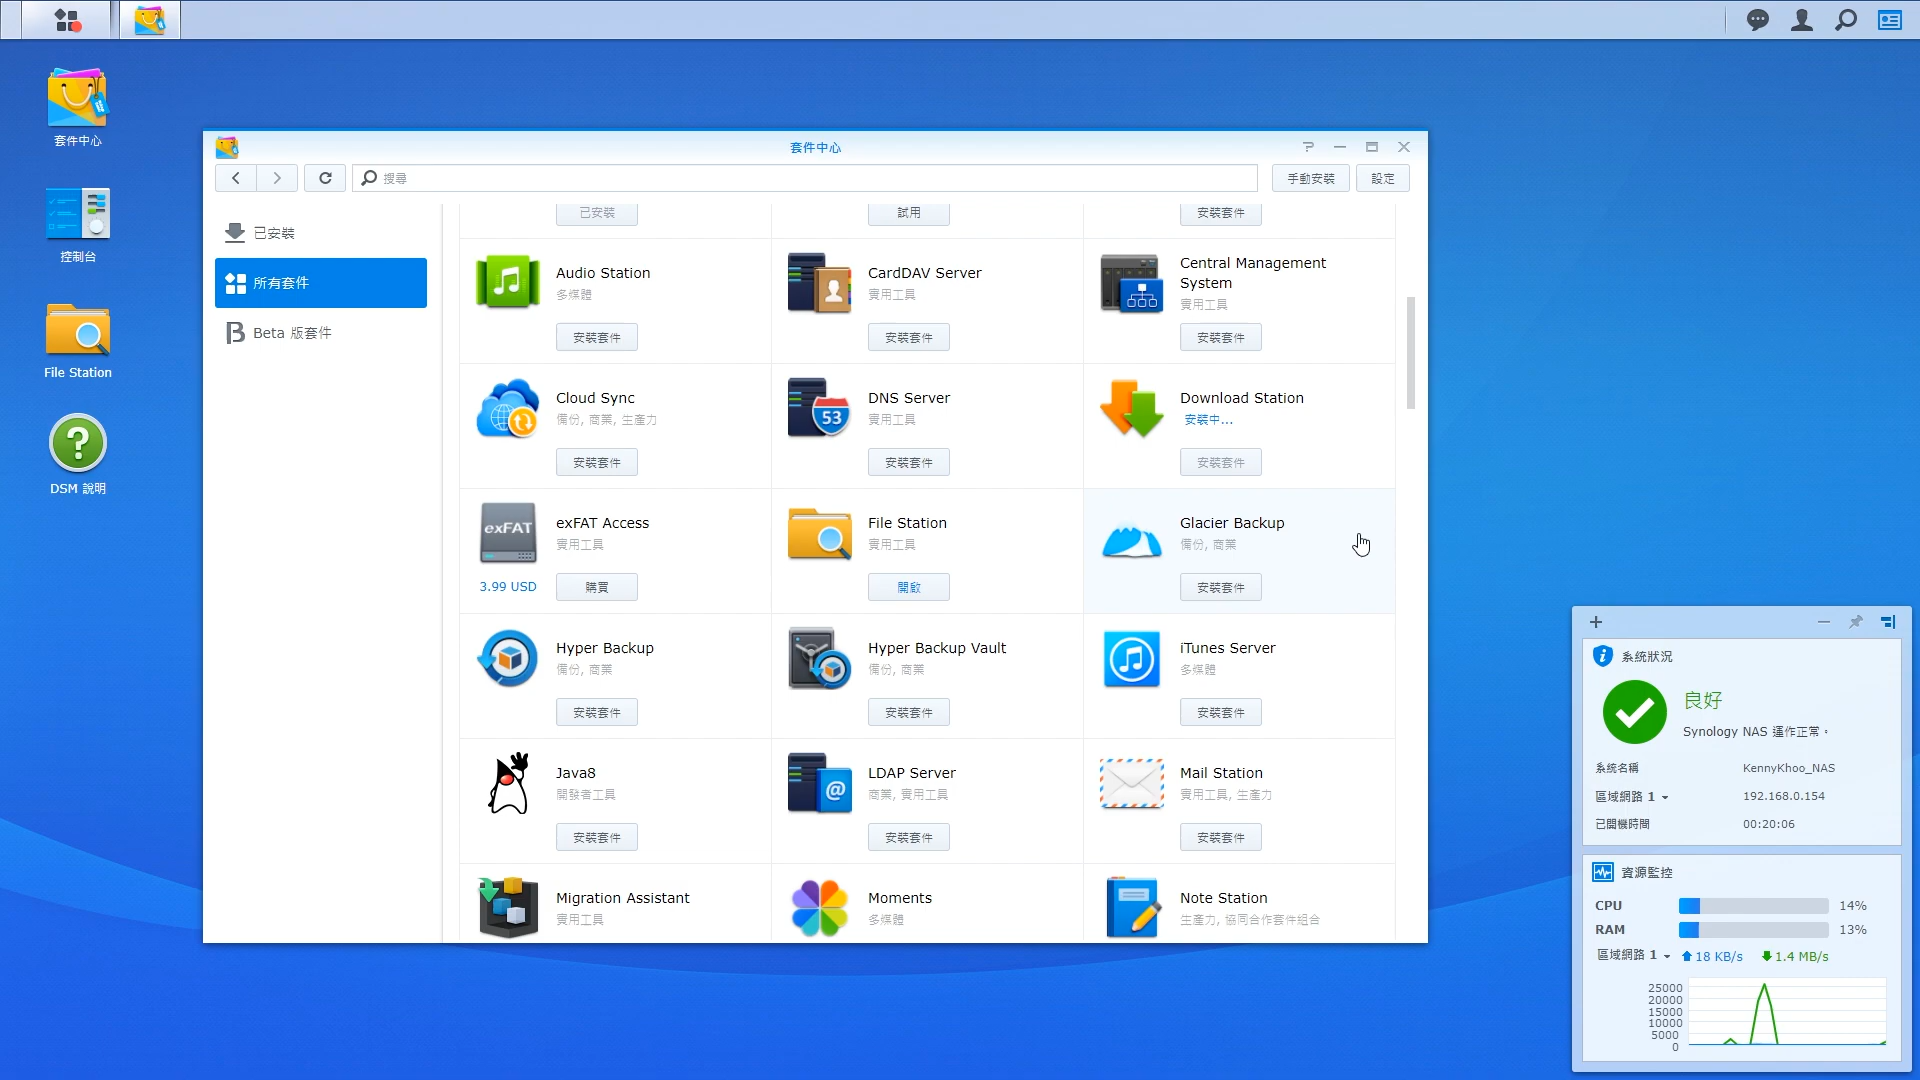 套件中心
控制台
File Station
DSM 說明
套件中心
搜尋
手動安裝
設定
已安裝
所有套件
Beta 版套件
已安裝
試用
安裝套件
Audio Station
多媒體
安裝套件
CardDAV Server
實用工具
安裝套件
Central Management
System
實用工具
安裝套件
Cloud Sync
備份, 商業, 生產力
安裝套件
53
DNS Server
實用工具
安裝套件
Download Station
安裝中...
安裝套件
exFAT
exFAT Access
實用工具
3.99 USD
購買
File Station
實用工具
開啟
Glacier Backup
備份, 商業
安裝套件
Hyper Backup
備份, 商業
安裝套件
Hyper Backup Vault
備份, 商業
安裝套件
iTunes Server
多媒體
安裝套件
Java8
開發者工具
安裝套件
LDAP Server
商業, 實用工具
安裝套件
Mail Station
實用工具, 生產力
安裝套件
Migration Assistant
實用工具
Moments
多媒體
Note Station
生產力, 協同合作套件組合
系統狀況
良好
Synology NAS 運作正常。
系統名稱 KennyKhoo_NAS
區域網路 1 192.168.0.154
已開機時間 00:20:06
資源監控
CPU 14%
RAM 13%
區域網路 1 18 KB/s 1.4 MB/s
25000
20000
15000
10000
5000
0